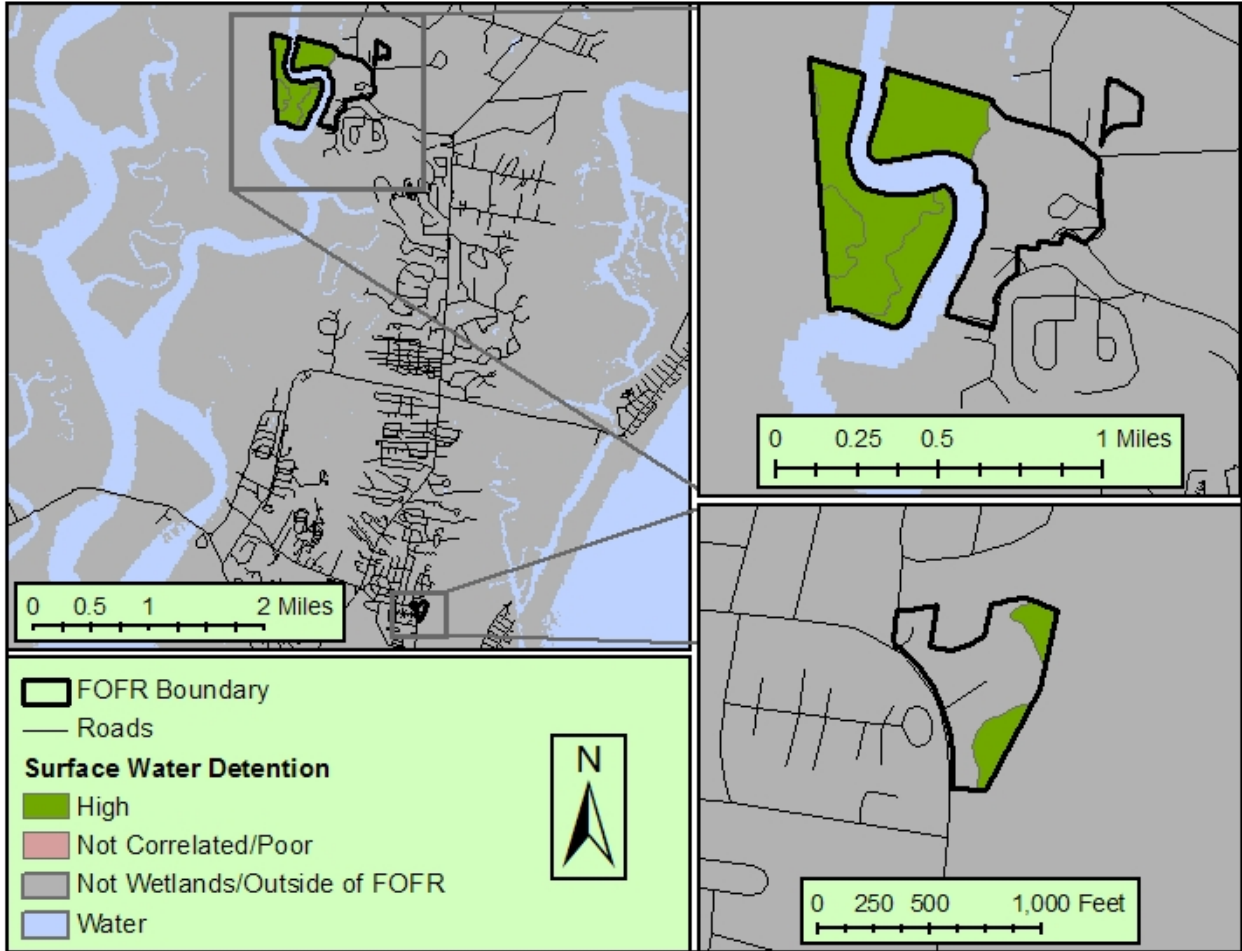 0 0.25 0.5 1 Miles
0 0.5 1 2 Miles
FOFR Boundary
Roads
Surface Water Detention
High
Not Correlated/Poor
Not Wetlands/Outside of FOFR
Water
N
0 250 500 1,000 Feet